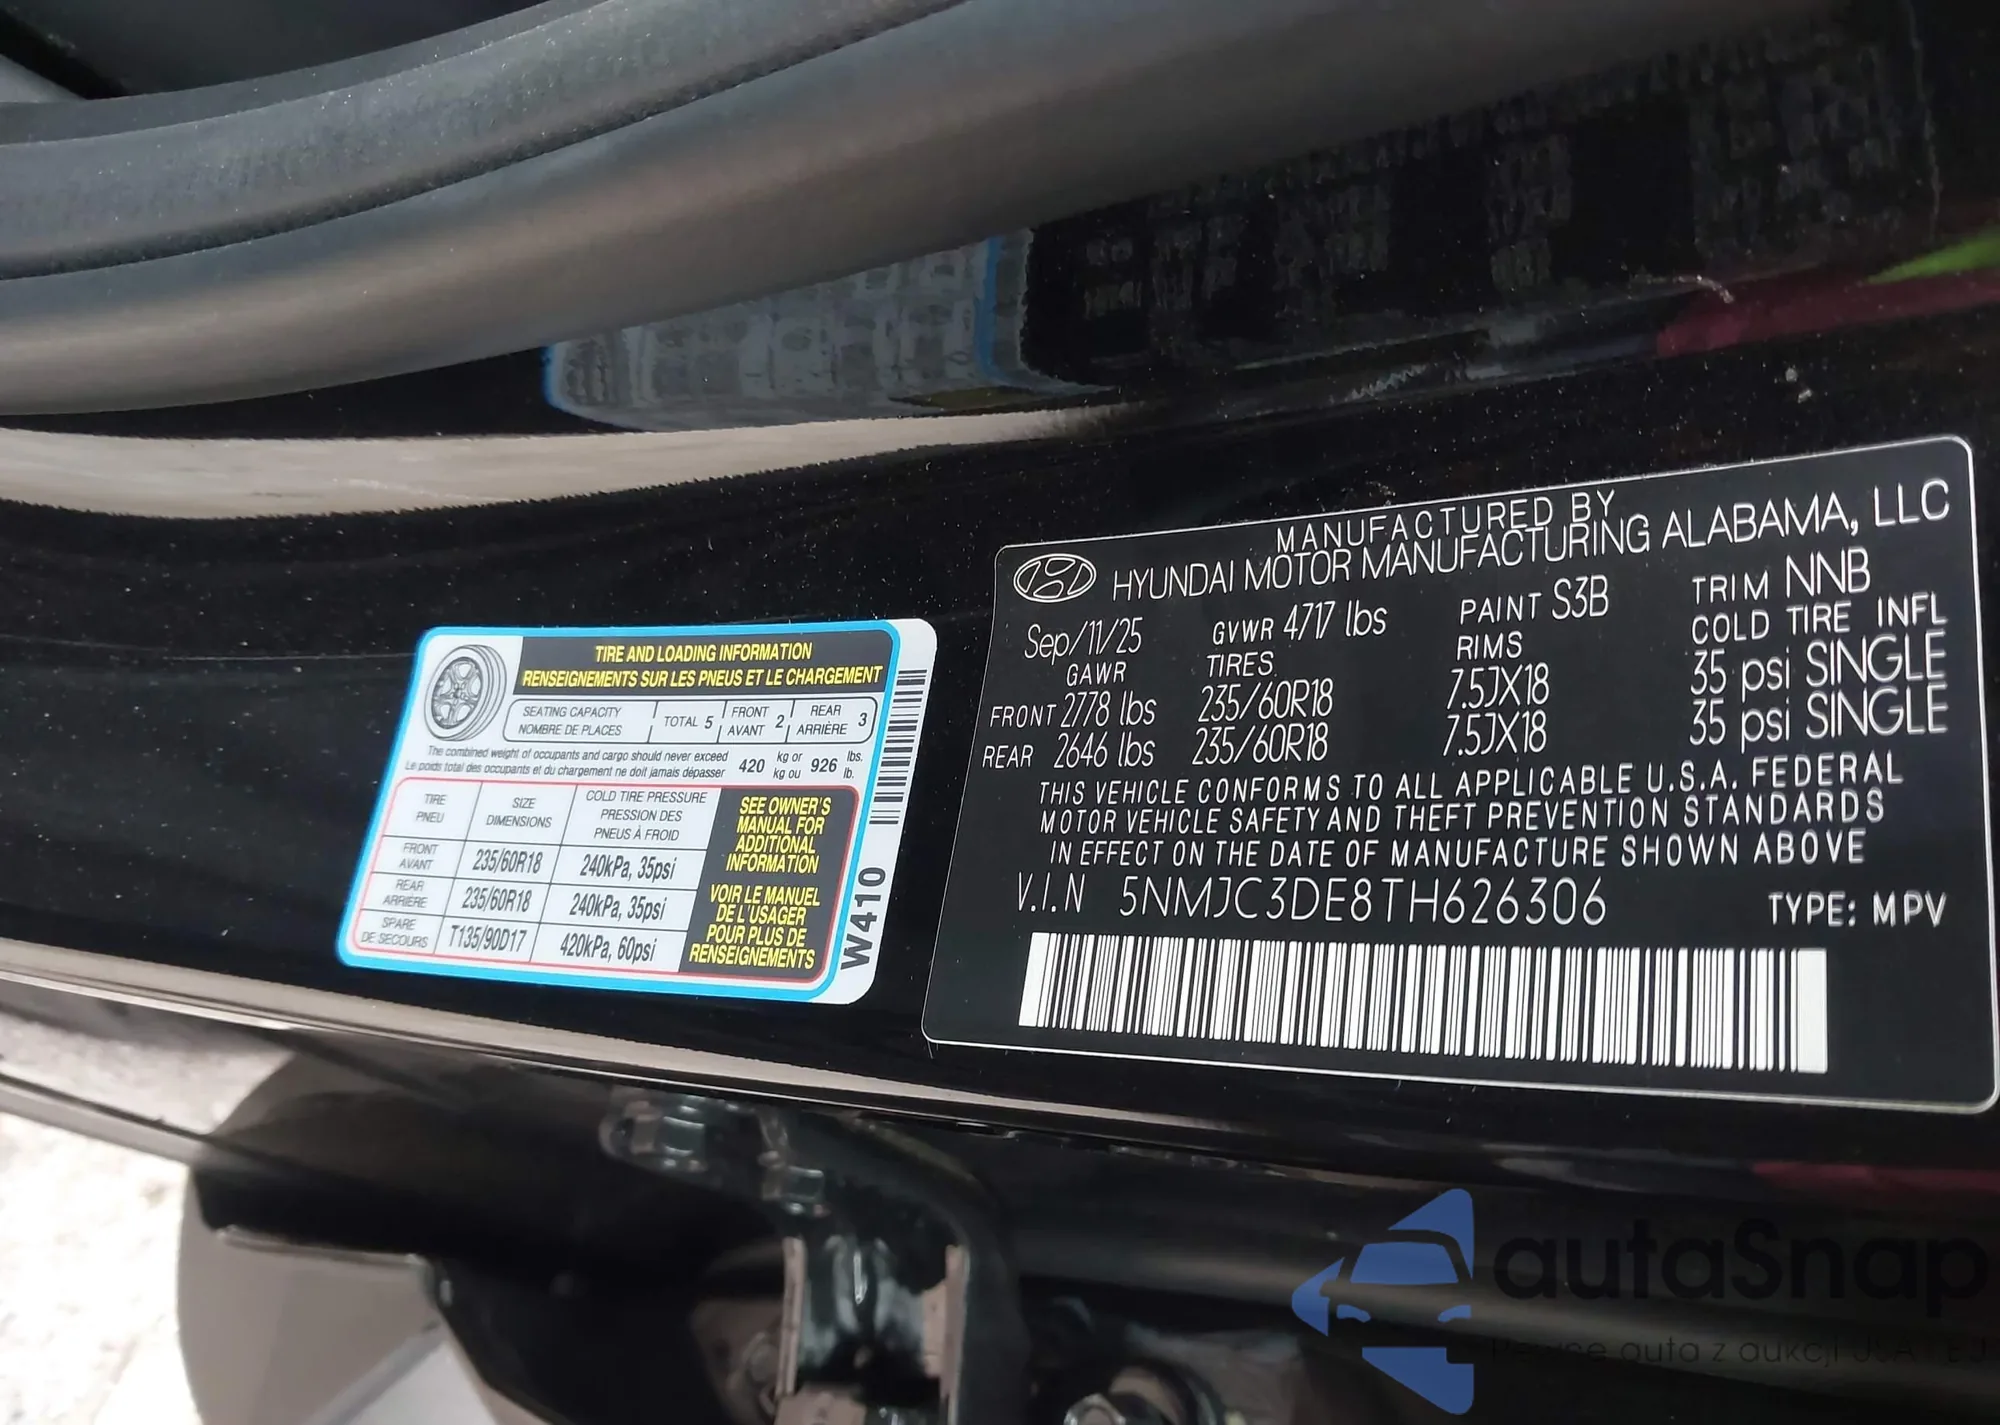 TIRE AND LOADING INFORMATION
RENSEIGNEMENTS SUR LES PNEUS ET LE CHARGEMENT
SEATING CAPACITY
NOMBRE DE PLACES
TOTAL 5
FRONT
AVANT 2
REAR
ARRIÈRE 3
The combined weight of occupants and cargo should never exceed
Le poids total des occupants et du chargement ne doit jamais dépasser
420 kg or
kg ou 926 lbs.
lb.
TIRE
PNEU
SIZE
DIMENSIONS
COLD TIRE PRESSURE
PRESSION DES
PNEUS À FROID
FRONT
AVANT
235/60R18
240kPa, 35psi
REAR
ARRIÈRE
235/60R18
240kPa, 35psi
SPARE
DE SECOURS
T135/90D17
420kPa, 60psi
SEE OWNER'S
MANUAL FOR
ADDITIONAL
INFORMATION
VOIR LE MANUEL
DE L'USAGER
POUR PLUS DE
RENSEIGNEMENTS
W410
MANUFACTURED BY
HYUNDAI MOTOR MANUFACTURING ALABAMA, LLC
Sep/11/25 GVWR 4717 lbs PAINT S3B TRIM NNB
GAWR TIRES RIMS COLD TIRE INFL
FRONT 2778 lbs 235/60R18 7.5JX18 35 psi SINGLE
REAR 2646 lbs 235/60R18 7.5JX18 35 psi SINGLE
THIS VEHICLE CONFORMS TO ALL APPLICABLE U.S.A. FEDERAL
MOTOR VEHICLE SAFETY AND THEFT PREVENTION STANDARDS
IN EFFECT ON THE DATE OF MANUFACTURE SHOWN ABOVE
V.I.N 5NMJC3DE8TH626306 TYPE: MPV
autaSnap
auta z aukcji USA